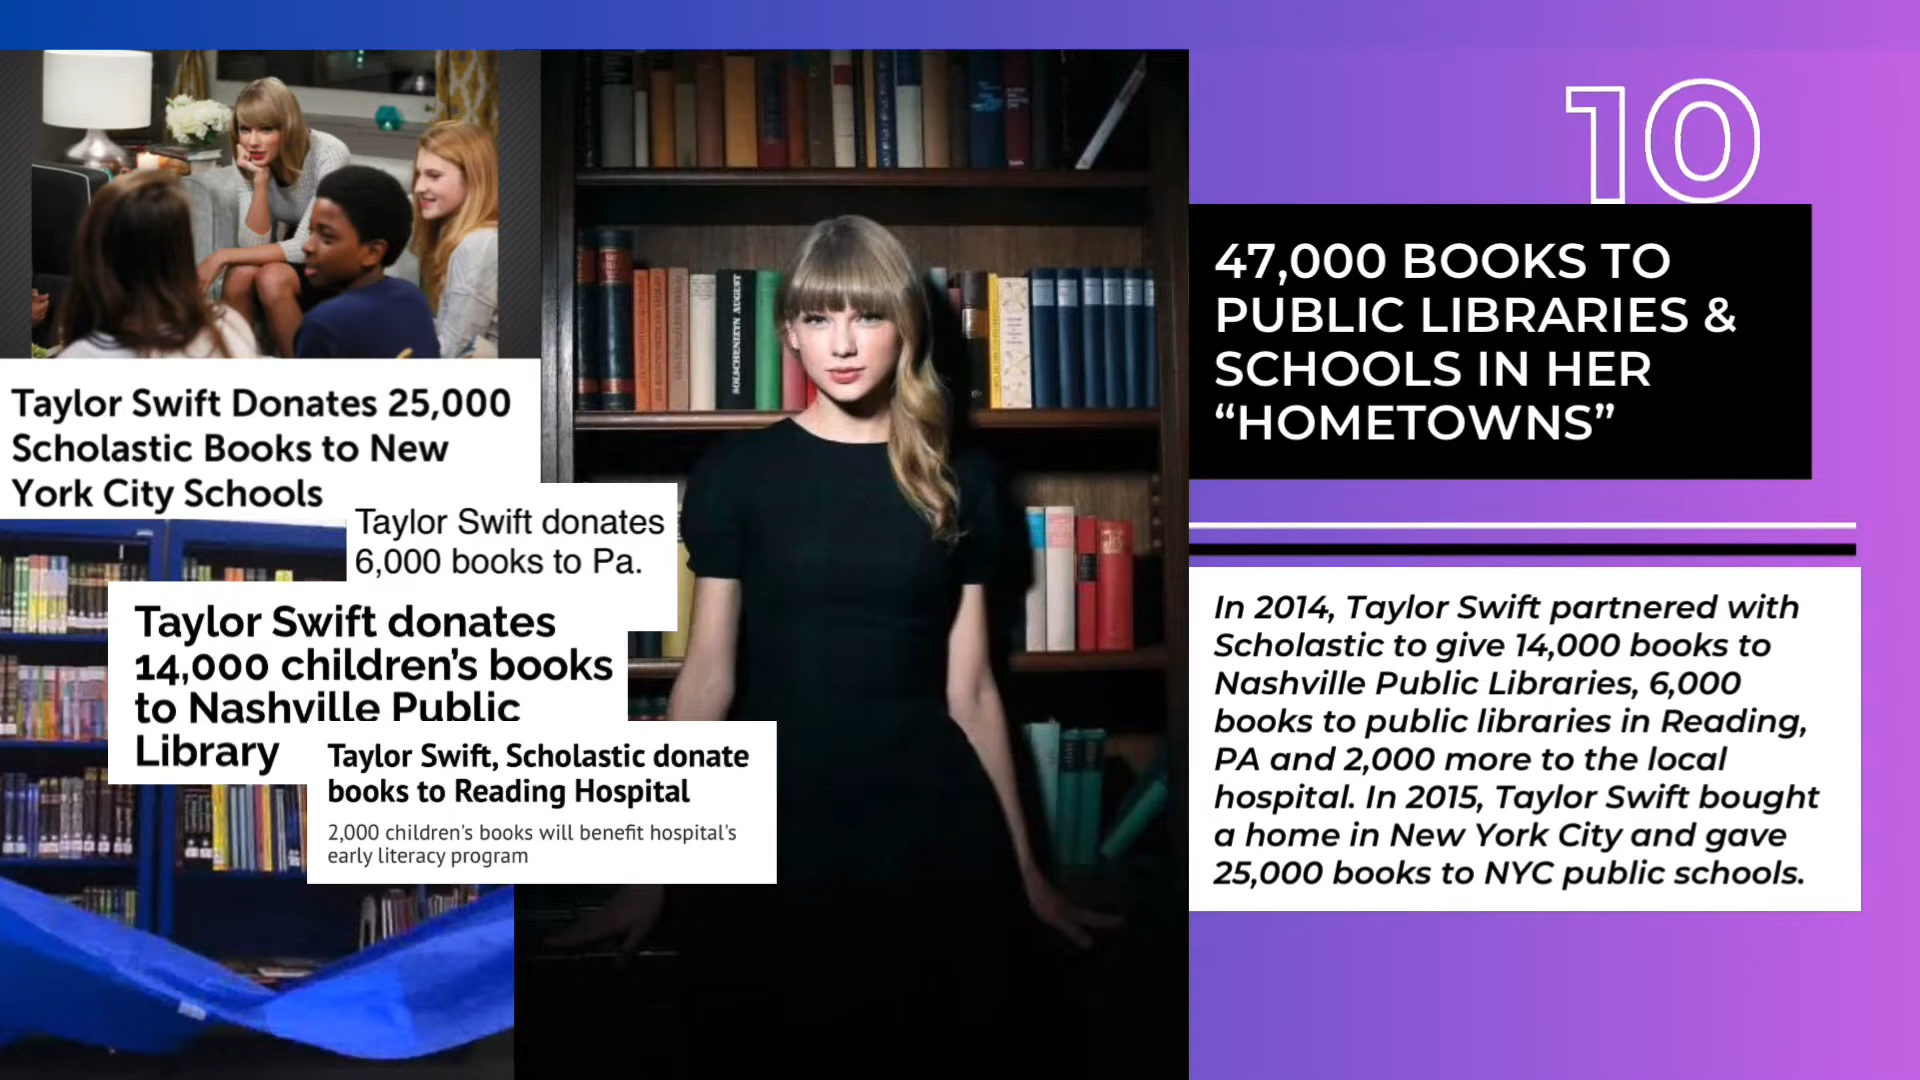 Taylor Swift Donates 25,000
Scholastic Books to New
York City Schools
Taylor Swift donates
6,000 books to Pa.
Taylor Swift donates
14,000 children's books
to Nashville Public
Library
Taylor Swift, Scholastic donate
books to Reading Hospital
2,000 children's books will benefit hospital's
early literacy program
SOLSCHENIZYN AUGUST
10
47,000 BOOKS TO
PUBLIC LIBRARIES &
SCHOOLS IN HER
“HOMETOWNS”
In 2014, Taylor Swift partnered with
Scholastic to give 14,000 books to
Nashville Public Libraries, 6,000
books to public libraries in Reading,
PA and 2,000 more to the local
hospital. In 2015, Taylor Swift bought
a home in New York City and gave
25,000 books to NYC public schools.